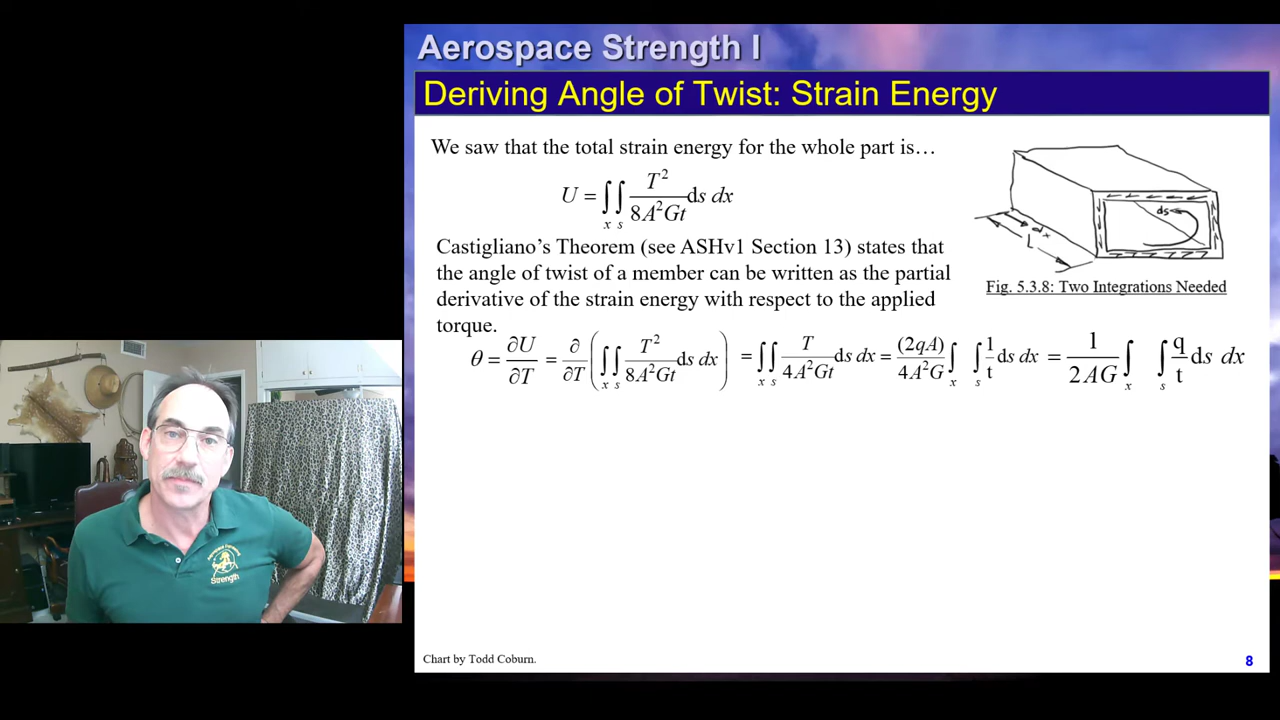 Aerospace Strength I
Deriving Angle of Twist: Strain Energy
We saw that the total strain energy for the whole part is…
U = ∫x ∫s T²/(8A²Gt) ds dx
ds
dx
L
Castigliano's Theorem (see ASHv1 Section 13) states that
the angle of twist of a member can be written as the partial
derivative of the strain energy with respect to the applied
torque.
Fig. 5.3.8: Two Integrations Needed
θ = ∂U/∂T = ∂/∂T (∫x ∫s T²/(8A²Gt) ds dx) = ∫x ∫s T/(4A²Gt) ds dx = (2qA)/(4A²G) ∫x ∫s 1/t ds dx = 1/(2AG) ∫x ∫s q/t ds dx
Strength
Chart by Todd Coburn.
8